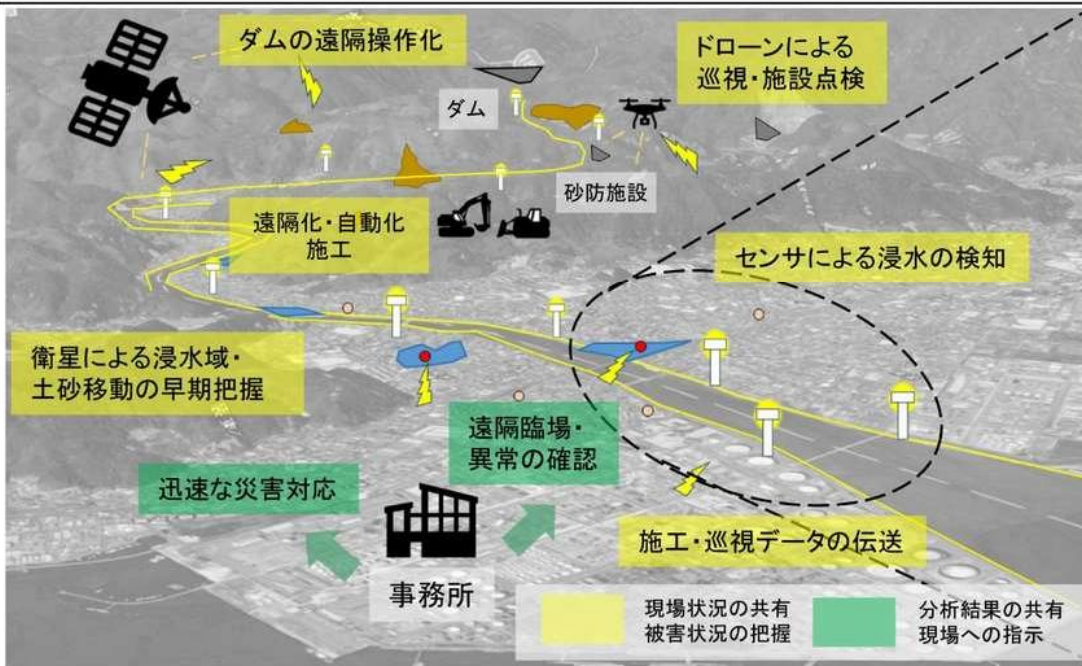 ダムの遠隔操作化
ドローンによる
巡視・施設点検
ダム
砂防施設
遠隔化・自動化
施工
センサによる浸水の検知
衛星による浸水域・
土砂移動の早期把握
遠隔臨場・
異常の確認
迅速な災害対応
施工・巡視データの伝送
事務所
現場状況の共有
被害状況の把握
分析結果の共有
現場への指示